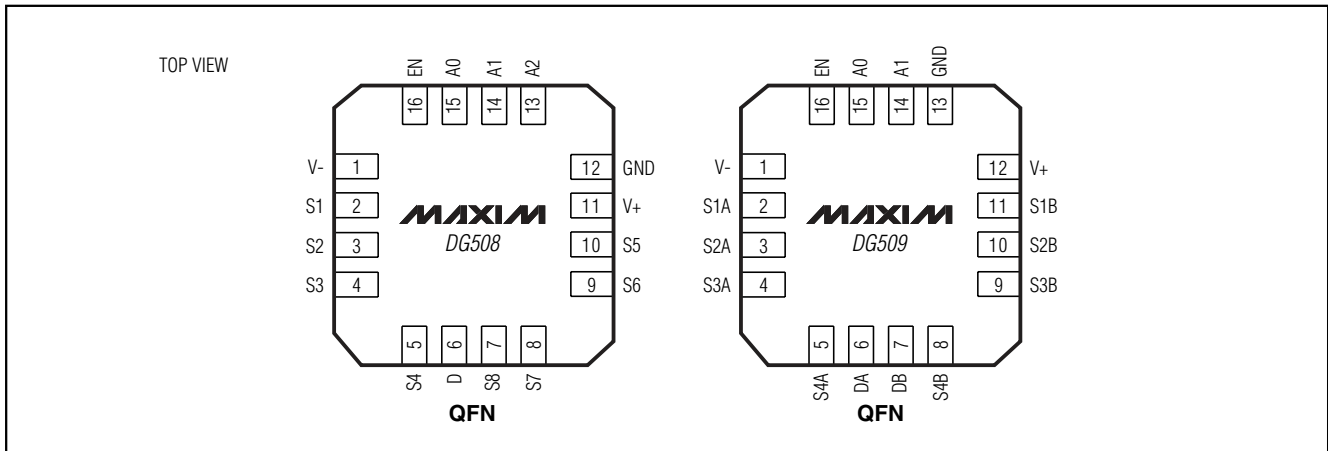 TOP VIEW
EN A0 A1 A2
16 15 14 13
V- 1 12 GND
S1 2 11 V+
S2 3 10 S5
S3 4 9 S6
MAXIM
DG508
5 6 7 8
S4 D S8 S7
QFN
EN A0 A1 GND
16 15 14 13
V- 1 12 V+
S1A 2 11 S1B
S2A 3 10 S2B
S3A 4 9 S3B
MAXIM
DG509
5 6 7 8
S4A DA DB S4B
QFN